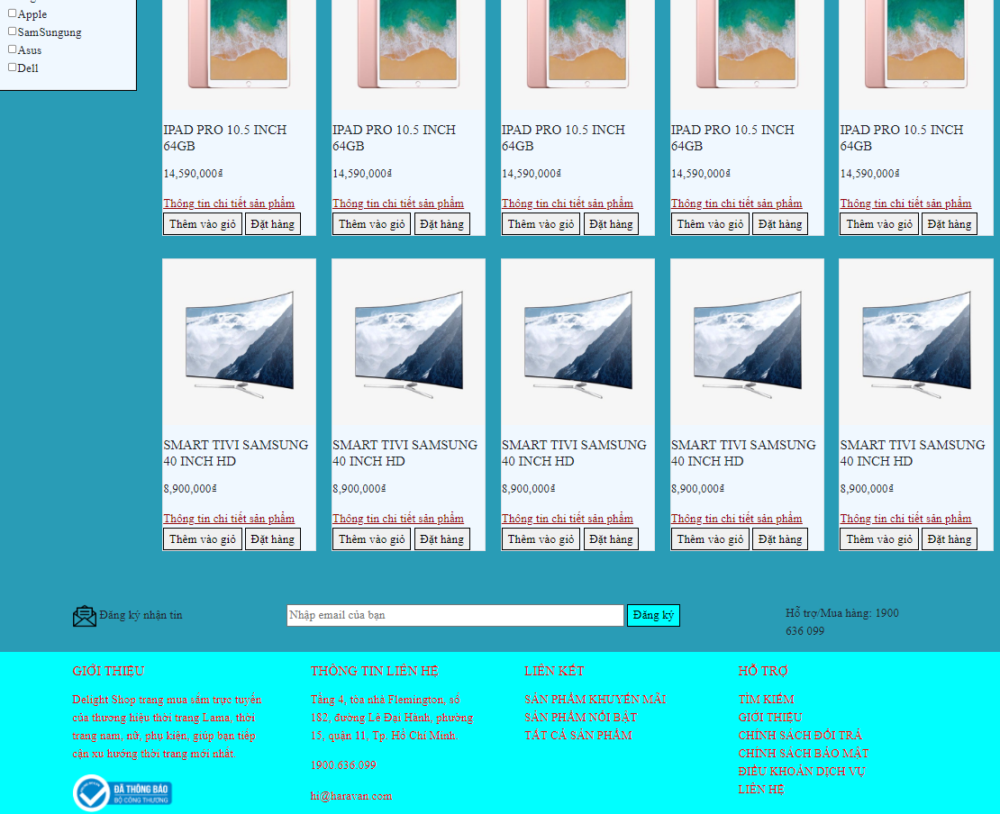 Apple
SamSungung
Asus
Dell
IPAD PRO 10.5 INCH
64GB
14,590,000₫
Thông tin chi tiết sản phẩm
Thêm vào giỏ Đặt hàng
IPAD PRO 10.5 INCH
64GB
14,590,000₫
Thông tin chi tiết sản phẩm
Thêm vào giỏ Đặt hàng
IPAD PRO 10.5 INCH
64GB
14,590,000₫
Thông tin chi tiết sản phẩm
Thêm vào giỏ Đặt hàng
IPAD PRO 10.5 INCH
64GB
14,590,000₫
Thông tin chi tiết sản phẩm
Thêm vào giỏ Đặt hàng
IPAD PRO 10.5 INCH
64GB
14,590,000₫
Thông tin chi tiết sản phẩm
Thêm vào giỏ Đặt hàng
SMART TIVI SAMSUNG
40 INCH HD
8,900,000₫
Thông tin chi tiết sản phẩm
Thêm vào giỏ Đặt hàng
SMART TIVI SAMSUNG
40 INCH HD
8,900,000₫
Thông tin chi tiết sản phẩm
Thêm vào giỏ Đặt hàng
SMART TIVI SAMSUNG
40 INCH HD
8,900,000₫
Thông tin chi tiết sản phẩm
Thêm vào giỏ Đặt hàng
SMART TIVI SAMSUNG
40 INCH HD
8,900,000₫
Thông tin chi tiết sản phẩm
Thêm vào giỏ Đặt hàng
SMART TIVI SAMSUNG
40 INCH HD
8,900,000₫
Thông tin chi tiết sản phẩm
Thêm vào giỏ Đặt hàng
Đăng ký nhận tin
Nhập email của bạn
Đăng ký
Hỗ trợ/Mua hàng: 1900
636 099
GIỚI THIỆU
Delight Shop trang mua sắm trực tuyến
của thương hiệu thời trang Lama, thời
trang nam, nữ, phụ kiện, giúp bạn tiếp
cận xu hướng thời trang mới nhất.
ĐÃ THÔNG BÁO
BỘ CÔNG THƯƠNG
THÔNG TIN LIÊN HỆ
Tầng 4, tòa nhà Flemington, số
182, đường Lê Đại Hành, phường
15, quận 11, Tp. Hồ Chí Minh.
1900.636.099
hi@haravan.com
LIÊN KẾT
SẢN PHẨM KHUYẾN MÃI
SẢN PHẨM NỔI BẬT
TẤT CẢ SẢN PHẨM
HỖ TRỢ
TÌM KIẾM
GIỚI THIỆU
CHÍNH SÁCH ĐỔI TRẢ
CHÍNH SÁCH BẢO MẬT
ĐIỀU KHOẢN DỊCH VỤ
LIÊN HỆ